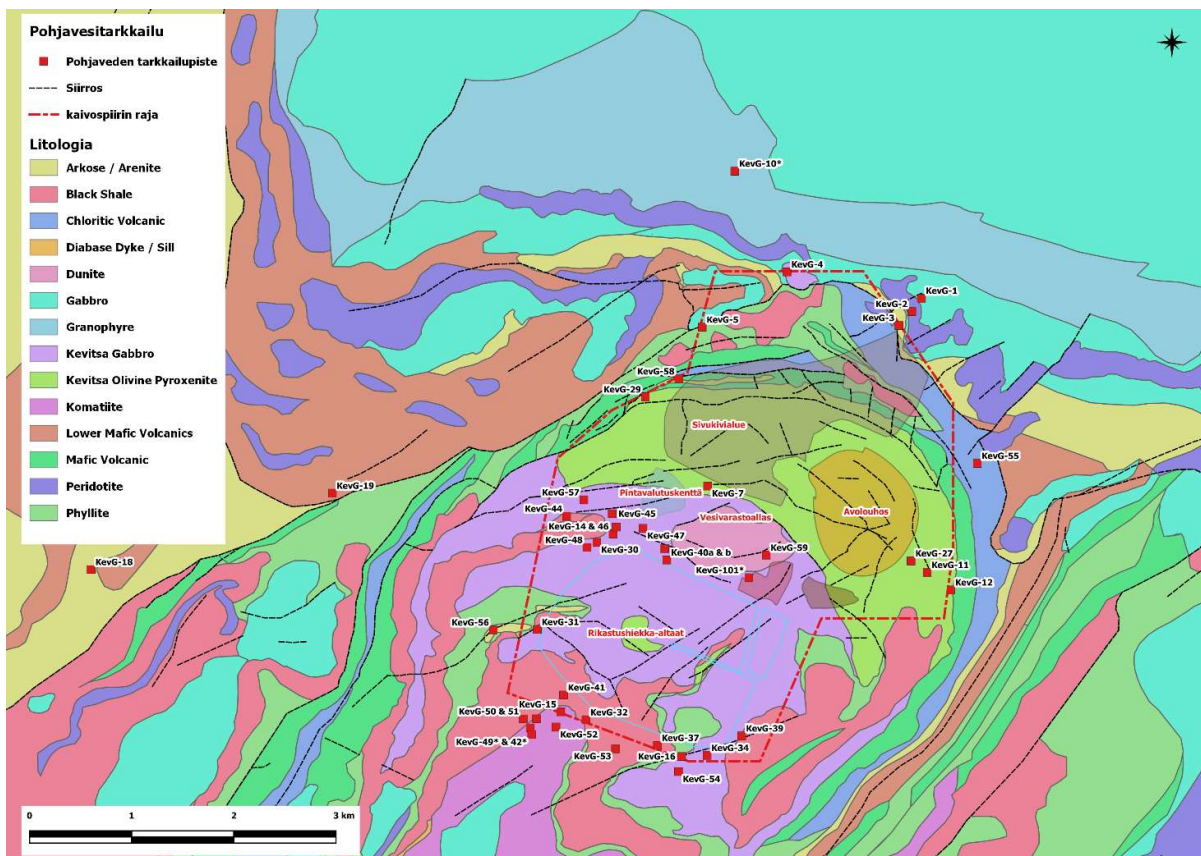 Pohjavesitarkkailu
Pohjaveden tarkkailupiste
Siirros
kaivospiirin raja
Litologia
Arkose / Arenite
Black Shale
Chloritic Volcanic
Diabase Dyke / Sill
Dunite
Gabbro
Granophyre
Kevitsa Gabbro
Kevitsa Olivine Pyroxenite
Komatiite
Lower Mafic Volcanics
Mafic Volcanic
Peridotite
Phyllite
KevG-10*
KevG-4
KevG-1
KevG-2
KevG-3
KevG-5
KevG-58
KevG-29
Sivukivialue
KevG-55
KevG-19
KevG-57
Pintavalutuskenttä
KevG-7
Avolouhos
KevG-44
KevG-45
Vesivarastoallas
KevG-14 & 46
KevG-47
KevG-48
KevG-30
KevG-40a & b
KevG-59
KevG-27
KevG-11
KevG-18
KevG-101*
KevG-12
KevG-56
KevG-31
Rikastushiekka-altaat
KevG-41
KevG-15
KevG-50 & 51
KevG-32
KevG-49* & 42*
KevG-52
KevG-39
KevG-37
KevG-53
KevG-16
KevG-34
KevG-54
0 1 2 3 km